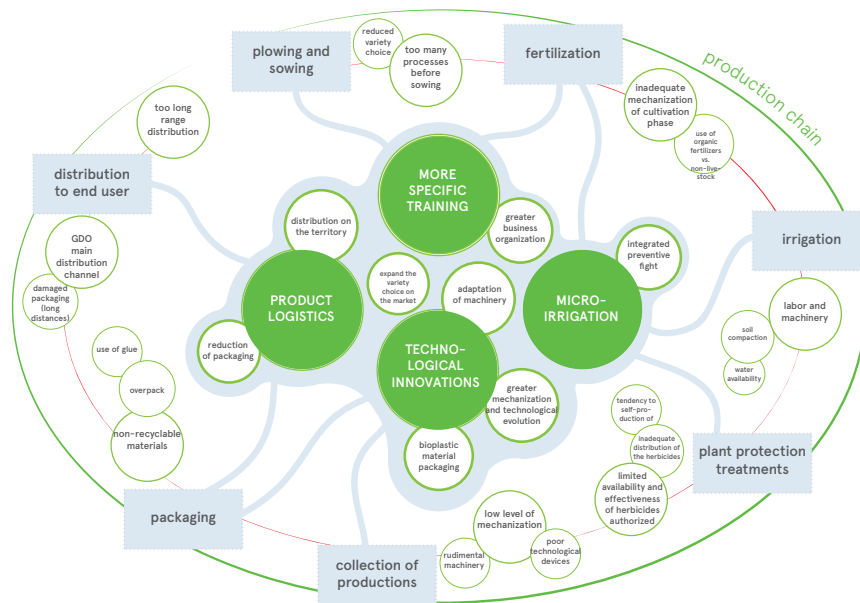 plowing and
sowing
reduced
variety
choice
too many
processes
before
sowing
fertilization
production chain
inadequate
mechanization
of cultivation
phase
use of
organic
fertilizers
vs.
non-live-
stock
too long
range
distribution
distribution
to end user
GDO
main
distribution
channel
damaged
packaging
(long
distances)
irrigation
labor and
machinery
soil
compaction
water
availability
MORE
SPECIFIC
TRAINING
greater
business
organization
distribution on
the territory
expand the
variety
choice on
the market
adaptation
of machinery
integrated
preventive
fight
PRODUCT
LOGISTICS
MICRO-
IRRIGATION
reduction
of packaging
TECHNO-
LOGICAL
INNOVATIONS
greater
mechanization
and technological
evolution
bioplastic
material
packaging
use of glue
overpack
non-recyclable
materials
tendency to
self-pro-
duction of
inadequate
distribution of
the herbicides
limited
availability and
effectiveness
of herbicides
authorized
plant protection
treatments
packaging
collection of
productions
low level of
mechanization
rudimental
machinery
poor
technological
devices